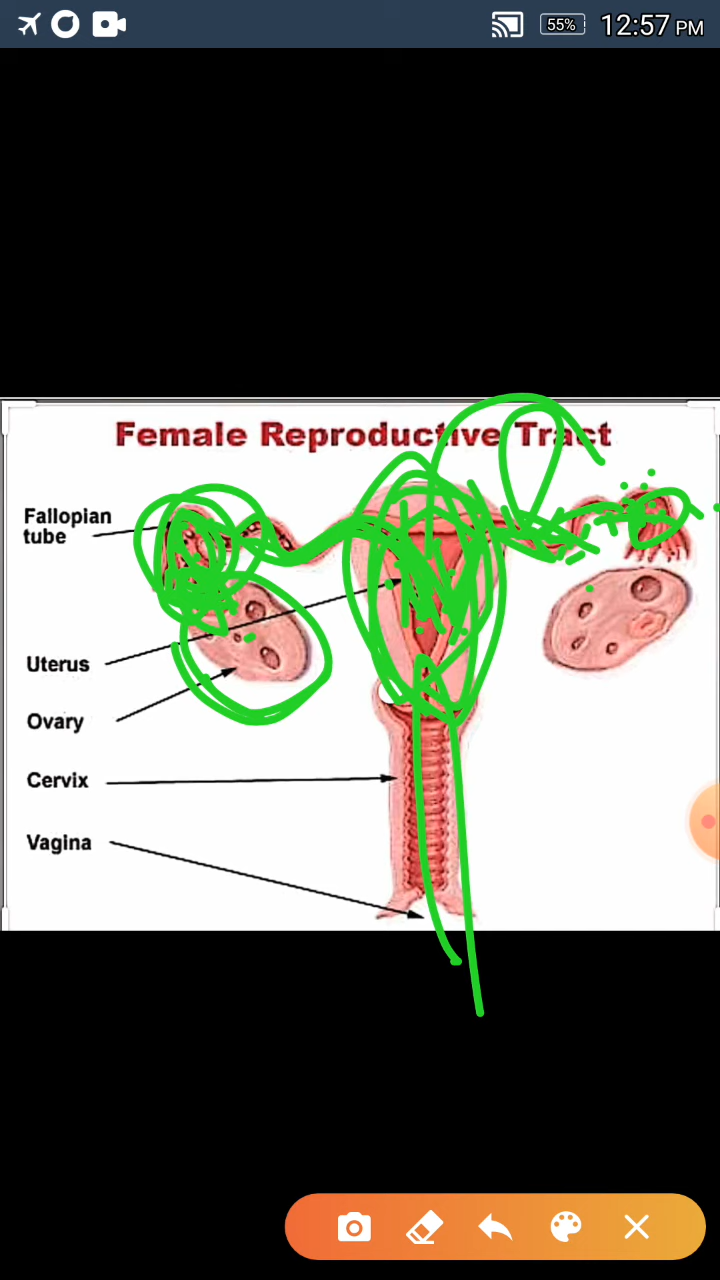 55%
12:57 PM
Female Reproductive Tract
Fallopian
tube
Uterus
Ovary
Cervix
Vagina